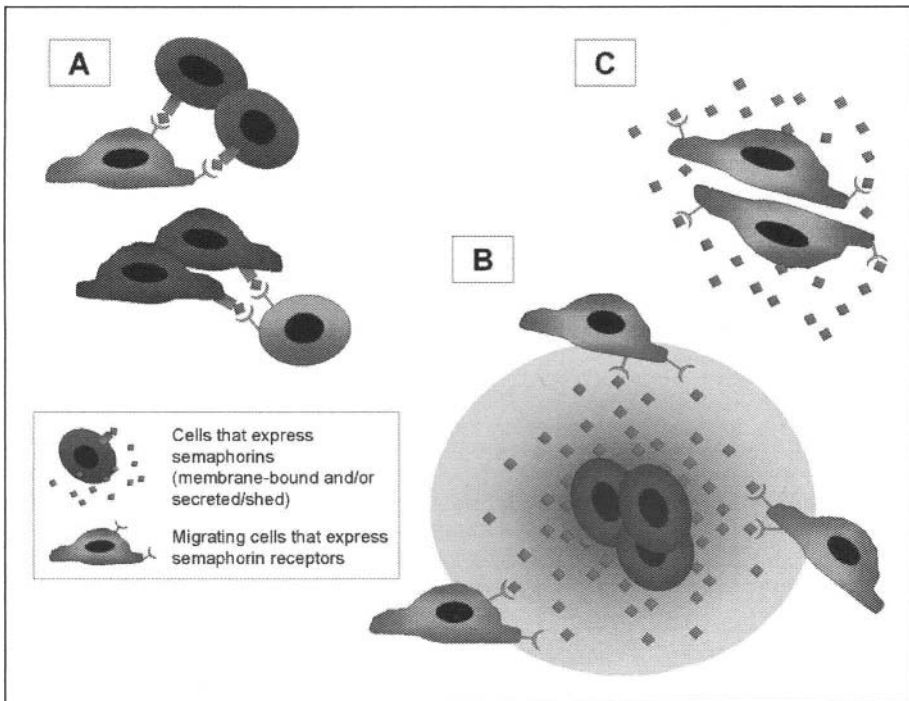 A
C
B
Cells that express
semaphorins
(membrane-bound and/or
secreted/shed)
Migrating cells that express
semaphorin receptors